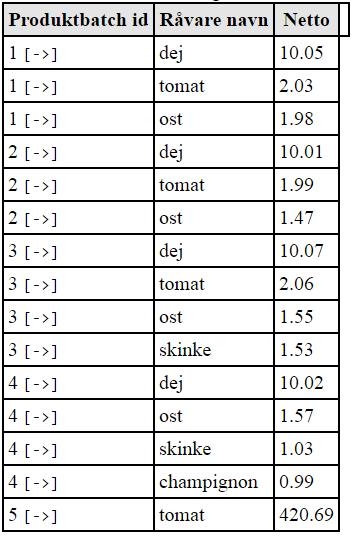 Produktbatch id Råvare navn Netto
1 [->] dej 10.05
1 [->] tomat 2.03
1 [->] ost 1.98
2 [->] dej 10.01
2 [->] tomat 1.99
2 [->] ost 1.47
3 [->] dej 10.07
3 [->] tomat 2.06
3 [->] ost 1.55
3 [->] skinke 1.53
4 [->] dej 10.02
4 [->] ost 1.57
4 [->] skinke 1.03
4 [->] champignon 0.99
5 [->] tomat 420.69